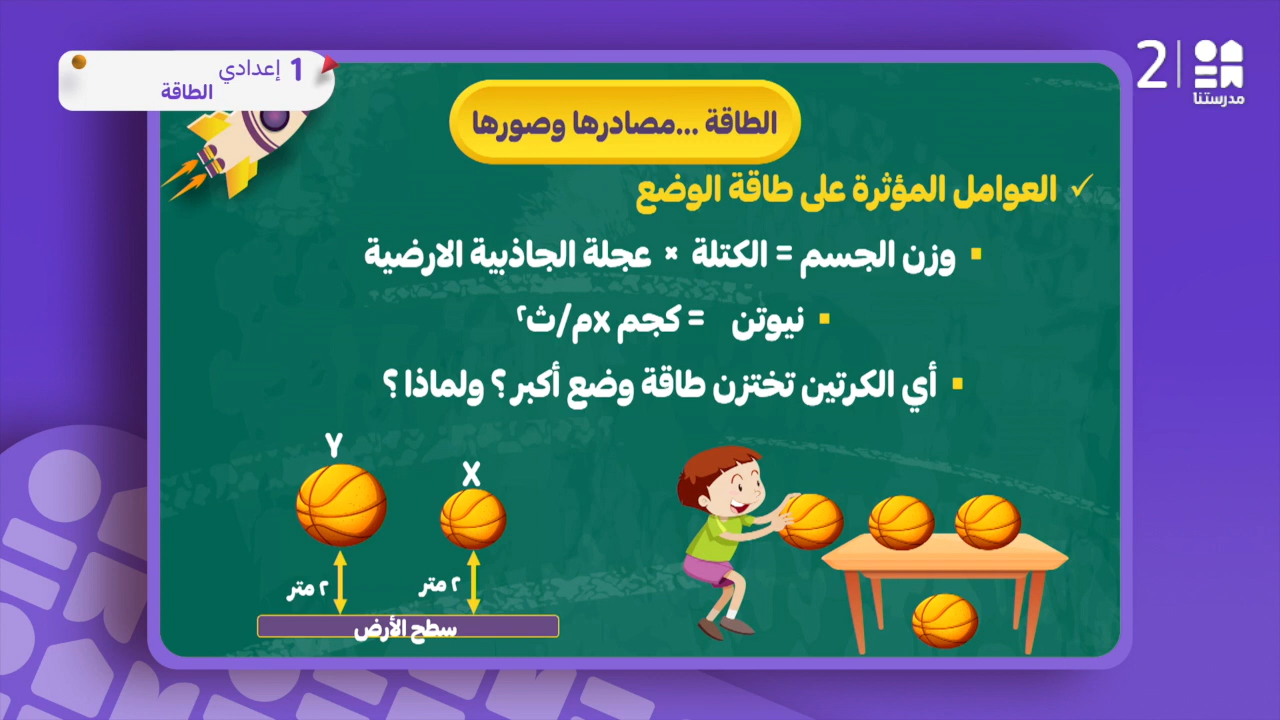 1 إعدادي
الطاقة
2
مدرستنا
الطاقة ...مصادرها وصورها
✓ العوامل المؤثرة على طاقة الوضع
▪ وزن الجسم = الكتلة × عجلة الجاذبية الارضية
▪ نيوتن = كجم xم/ث٢
▪ أي الكرتين تختزن طاقة وضع أكبر؟ ولماذا؟
Y
X
٢ متر
٢ متر
سطح الأرض